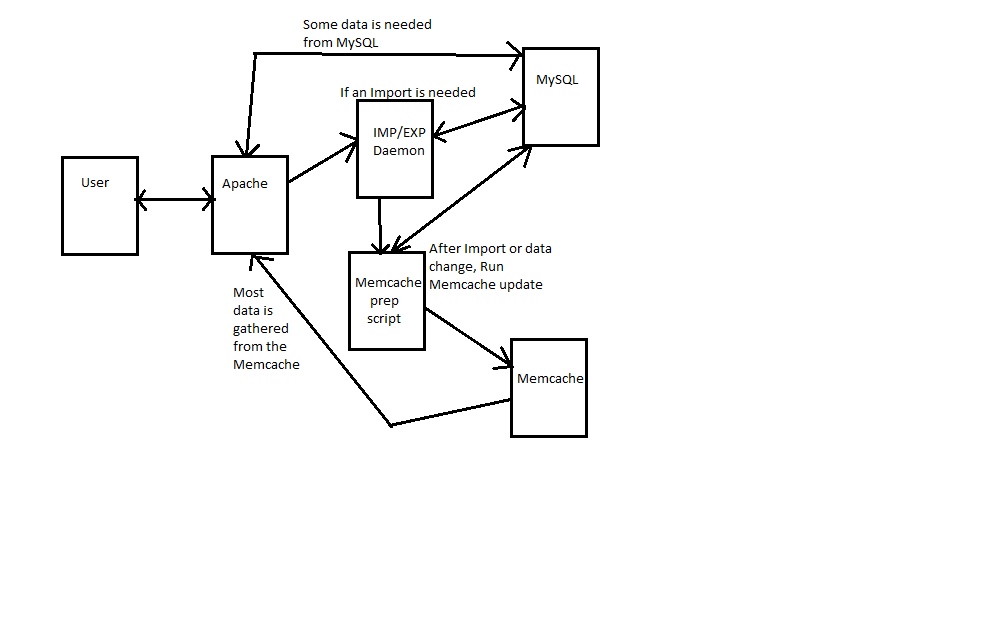 Some data is needed
from MySQL
MySQL
If an Import is needed
IMP/EXP
Daemon
User
Apache
After Import or data
change, Run
Memcache update
Memcache
prep
script
Most
data is
gathered
from the
Memcache
Memcache